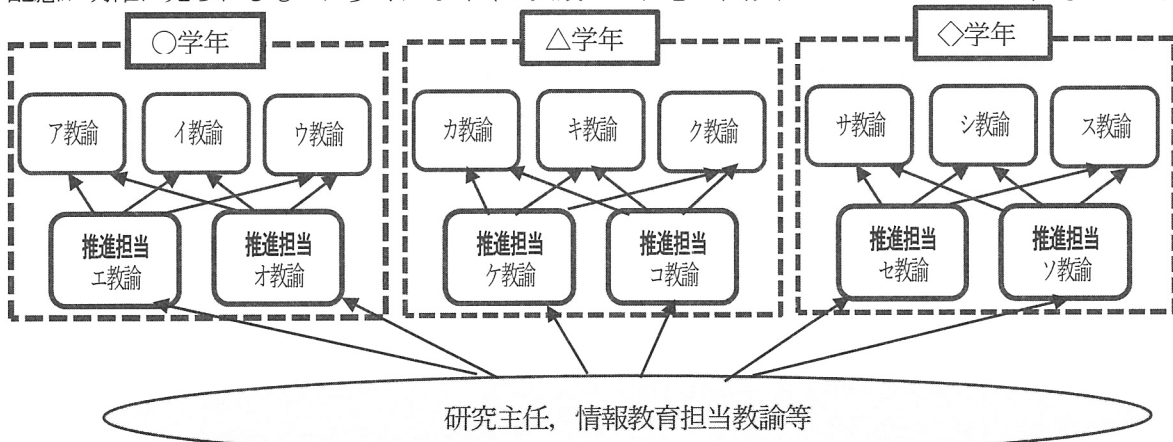 ○学年
△学年
◇学年
ア教諭
イ教諭
ウ教諭
カ教諭
キ教諭
ク教諭
サ教諭
シ教諭
ス教諭
推進担当
エ教諭
推進担当
オ教諭
推進担当
ケ教諭
推進担当
コ教諭
推進担当
セ教諭
推進担当
ソ教諭
研究主任，情報教育担当教諭等